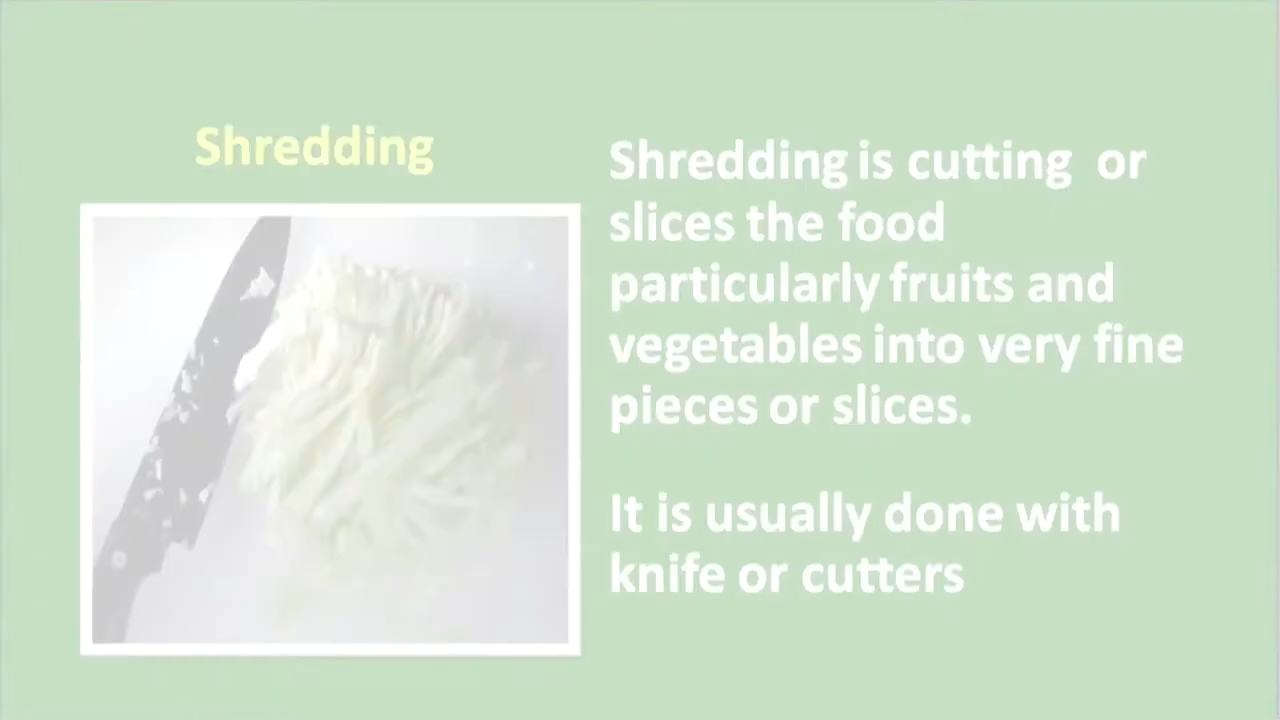 Shredding
Shredding is cutting  or
slices the food
particularly fruits and
vegetables into very fine
pieces or slices.
It is usually done with
knife or cutters